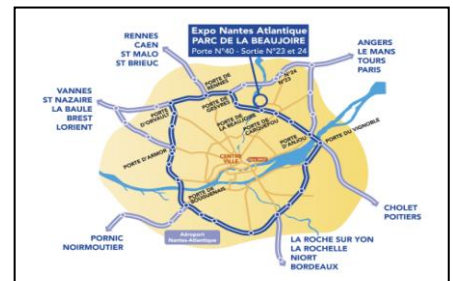 Expo Nantes Atlantique
PARC DE LA BEAUJOIRE
Porte N°40 - Sortie N°23 et 24
RENNES
CAEN
ST MALO
ST BRIEUC
ANGERS
LE MANS
TOURS
PARIS
VANNES
ST NAZAIRE
LA BAULE
BREST
LORIENT
PORTE DE
RENNES
N°24
N°23
PORTE
D'ORVAULT
PORTE DE
GESVRES
PORTE DE
LA BEAUJOIRE
PORTE DE
CARQUEFOU
PORTE
D'ANJOU
PORTE DU VIGNOBLE
PORTE D'ARMOR
CENTRE
VILLE
PORTE DE
BOUGUENAIS
CHOLET
POITIERS
PORNIC
NOIRMOUTIER
Aéroport
Nantes-Atlantique
LA ROCHE SUR YON
LA ROCHELLE
NIORT
BORDEAUX